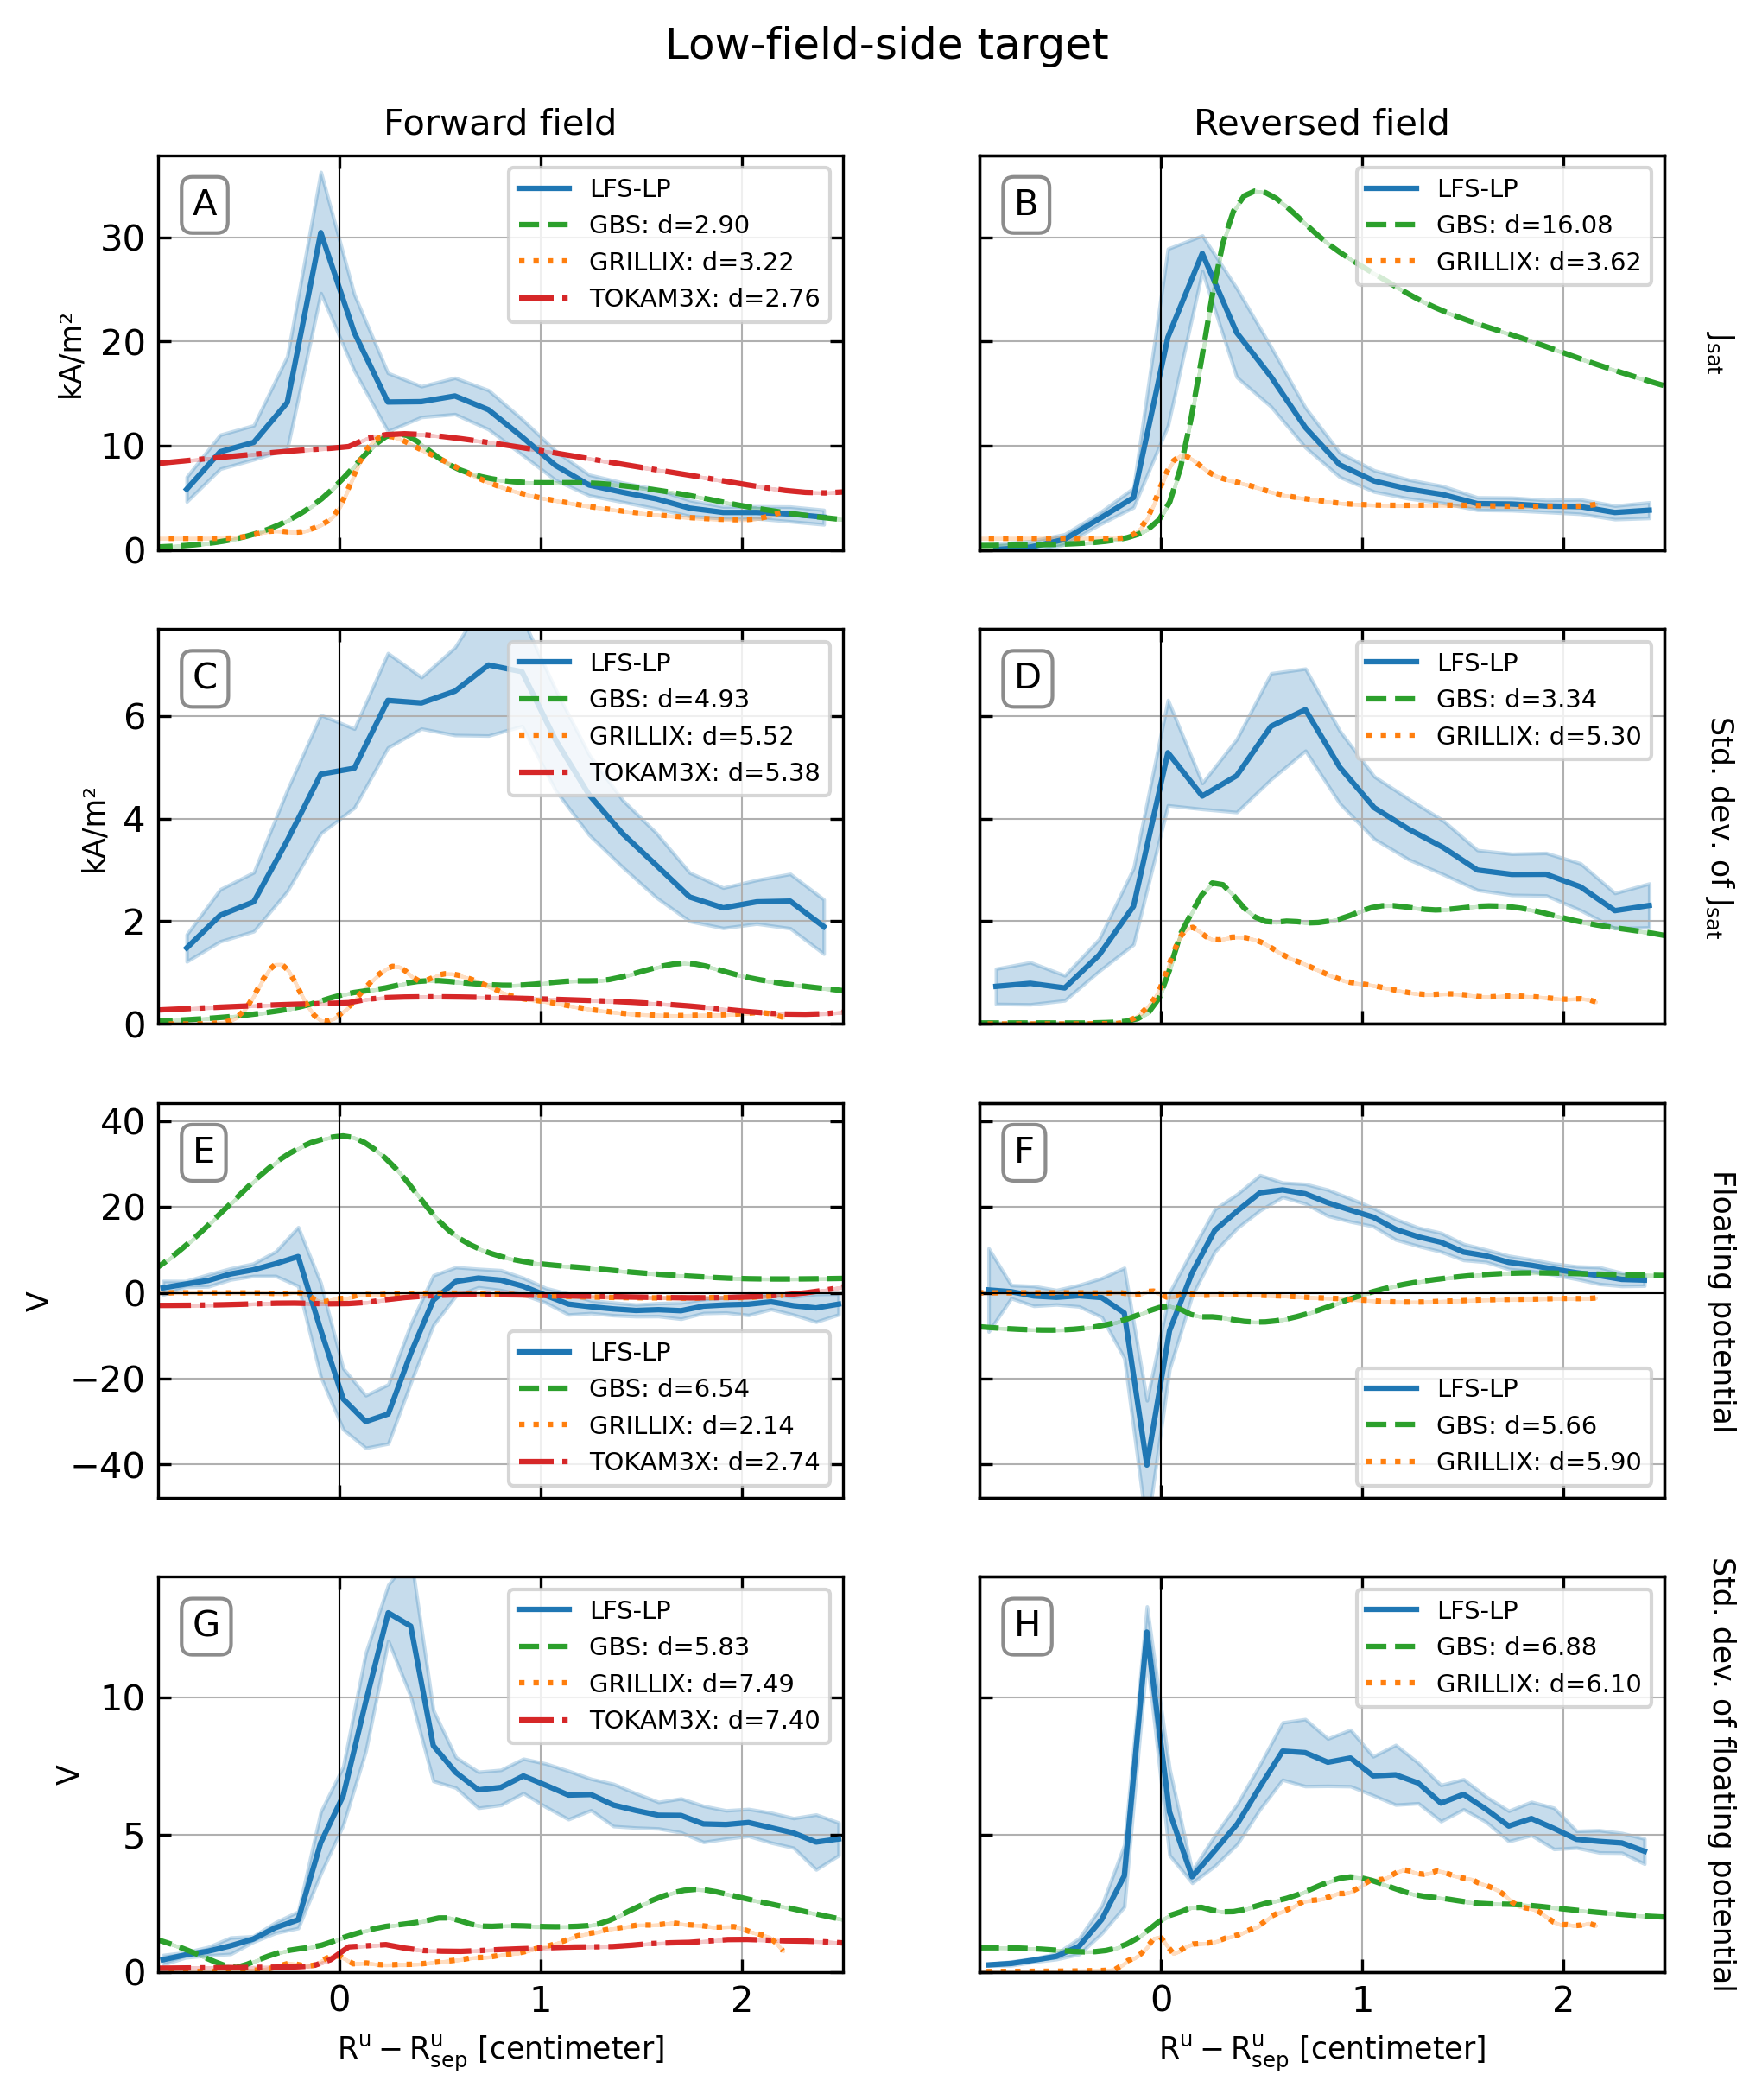 Low-field-side target
Forward field
Reversed field
A
LFS-LP
GBS: d=2.90
GRILLIX: d=3.22
TOKAM3X: d=2.76
30
20
10
0
kA/m²
B
LFS-LP
GBS: d=16.08
GRILLIX: d=3.62
Jsat
C
LFS-LP
GBS: d=4.93
GRILLIX: d=5.52
TOKAM3X: d=5.38
6
4
2
0
kA/m²
D
LFS-LP
GBS: d=3.34
GRILLIX: d=5.30
Std. dev. of Jsat
E
LFS-LP
GBS: d=6.54
GRILLIX: d=2.14
TOKAM3X: d=2.74
40
20
0
−20
−40
V
F
LFS-LP
GBS: d=5.66
GRILLIX: d=5.90
Floating potential
G
LFS-LP
GBS: d=5.83
GRILLIX: d=7.49
TOKAM3X: d=7.40
10
5
0
V
0 1 2
R^u − R^u_sep [centimeter]
H
LFS-LP
GBS: d=6.88
GRILLIX: d=6.10
0 1 2
R^u − R^u_sep [centimeter]
Std. dev. of floating potential